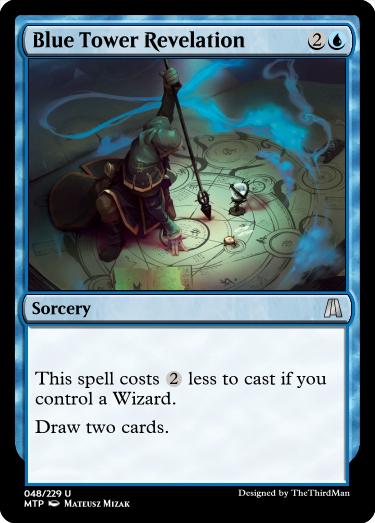 Blue Tower Revelation 2
Sorcery
This spell costs 2 less to cast if you
control a Wizard.
Draw two cards.
048/229 U
Designed by TheThirdMan
MTP Mateusz Mizak